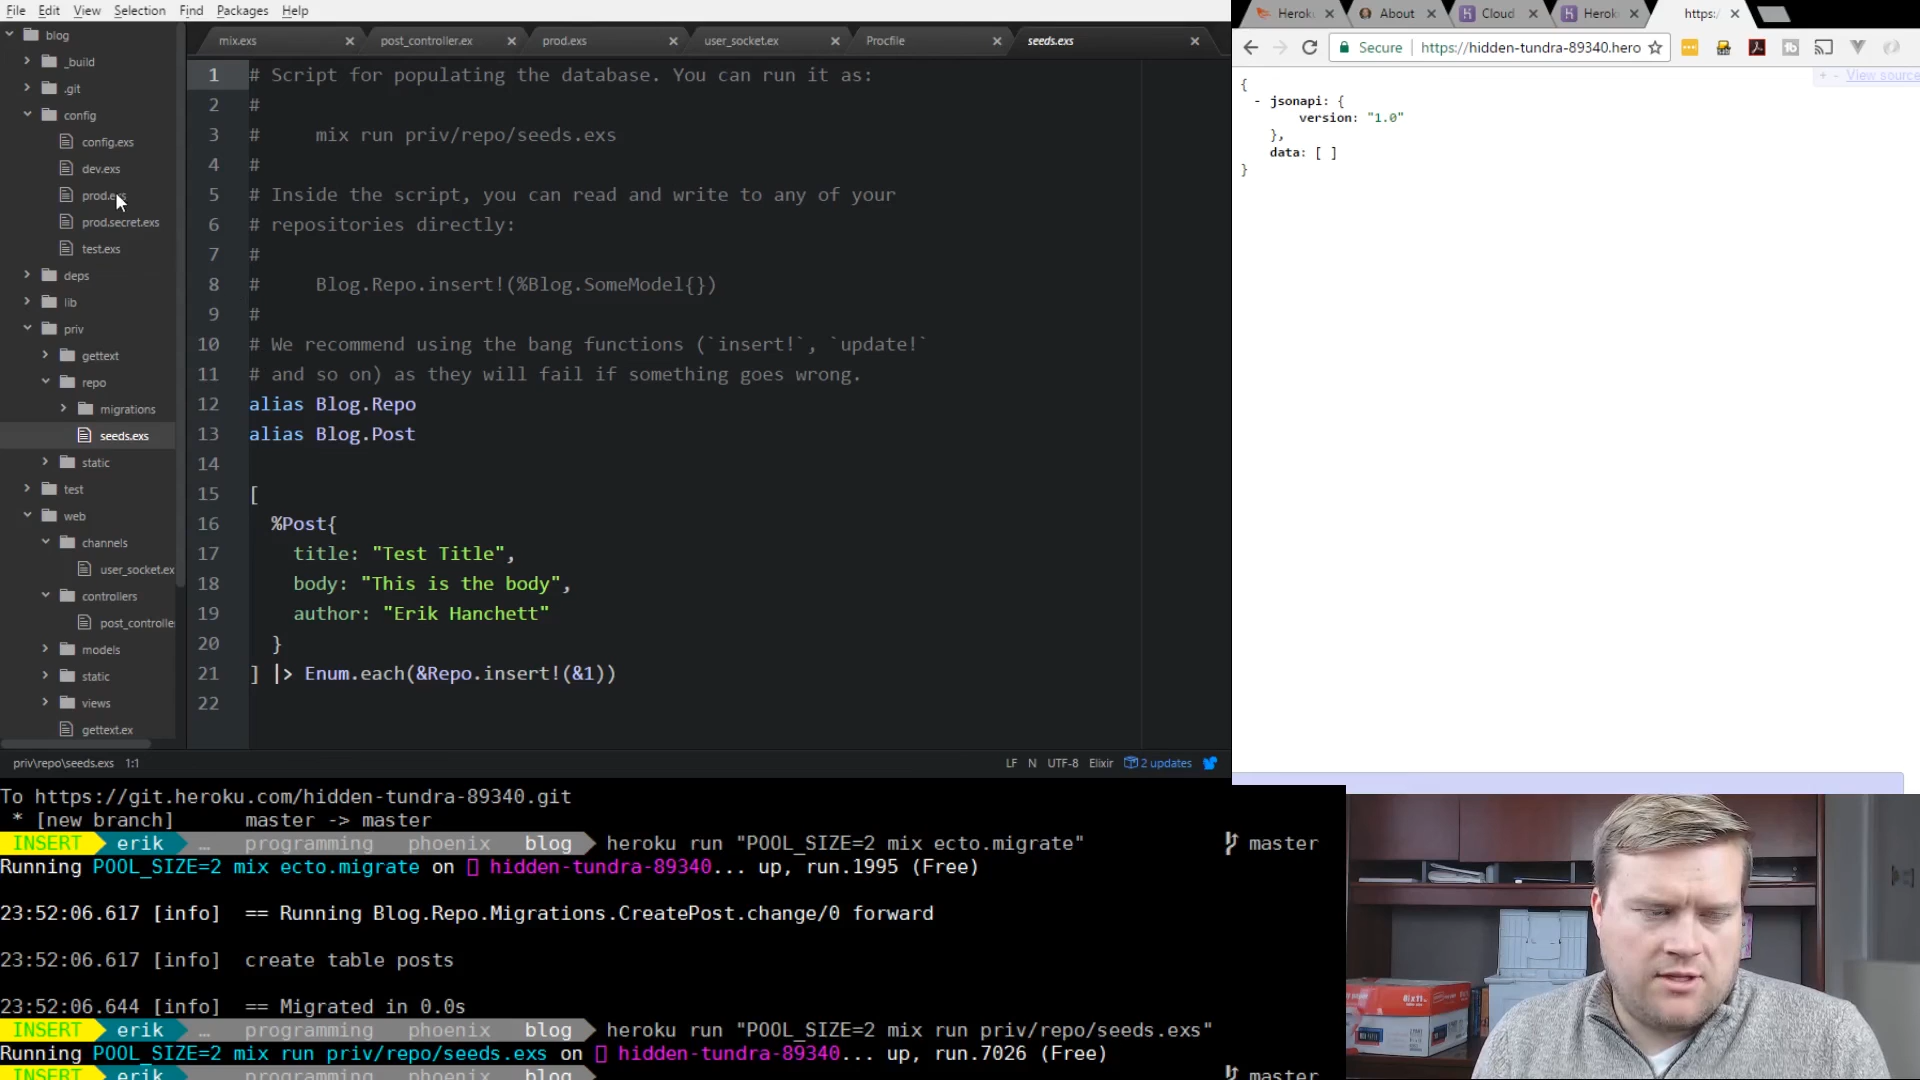 File Edit View Selection Find Packages Help
blog
_build
.git
config
config.exs
dev.exs
prod.exs
prod.secret.exs
test.exs
deps
lib
priv
gettext
repo
migrations
seeds.exs
static
test
web
channels
user_socket.ex
controllers
post_controlle
models
static
views
gettext.ex
mix.exs post_controller.ex prod.exs user_socket.ex Procfile seeds.exs
1 # Script for populating the database. You can run it as:
2 #
3 # mix run priv/repo/seeds.exs
4 #
5 # Inside the script, you can read and write to any of your
6 # repositories directly:
7 #
8 # Blog.Repo.insert!(%Blog.SomeModel{})
9 #
10 # We recommend using the bang functions (`insert!`, `update!`
11 # and so on) as they will fail if something goes wrong.
12 alias Blog.Repo
13 alias Blog.Post
14
15 [
16 %Post{
17 title: "Test Title",
18 body: "This is the body",
19 author: "Erik Hanchett"
20 }
21 ] |> Enum.each(&Repo.insert!(&1))
22
priv\repo\seeds.exs 1:1 LF N UTF-8 Elixir 2 updates
Herok About Cloud Herok https:/
Secure https://hidden-tundra-89340.hero
+ - View source
{
- jsonapi: {
version: "1.0"
},
data: [ ]
}
To https://git.heroku.com/hidden-tundra-89340.git
* [new branch] master -> master
INSERT erik … programming phoenix blog heroku run "POOL_SIZE=2 mix ecto.migrate" master
Running POOL_SIZE=2 mix ecto.migrate on hidden-tundra-89340... up, run.1995 (Free)
23:52:06.617 [info] == Running Blog.Repo.Migrations.CreatePost.change/0 forward
23:52:06.617 [info] create table posts
23:52:06.644 [info] == Migrated in 0.0s
INSERT erik … programming phoenix blog heroku run "POOL_SIZE=2 mix run priv/repo/seeds.exs"
Running POOL_SIZE=2 mix run priv/repo/seeds.exs on hidden-tundra-89340... up, run.7026 (Free)
INSERT erik … programming phoenix blog master